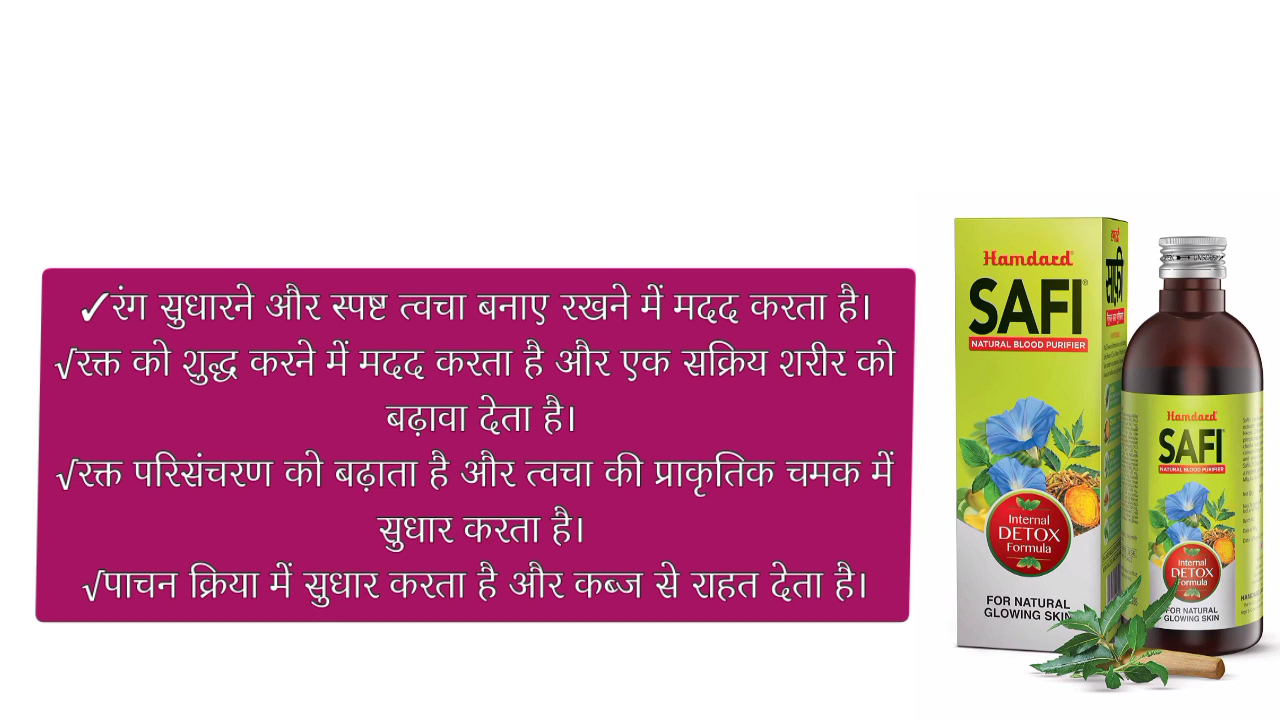 ✓रंग सुधारने और स्पष्ट त्वचा बनाए रखने में मदद करता है।
√रक्त को शुद्ध करने में मदद करता है और एक सक्रिय शरीर को
बढ़ावा देता है।
√रक्त परिसंचरण को बढ़ाता है और त्वचा की प्राकृतिक चमक में
सुधार करता है।
√पाचन क्रिया में सुधार करता है और कब्ज से राहत देता है।
Hamdard
SAFI
NATURAL BLOOD PURIFIER
Internal
DETOX
Formula
FOR NATURAL
GLOWING SKIN
साफ़ी
Hamdard
SAFI
NATURAL BLOOD PURIFIER
Internal
DETOX
Formula
FOR NATURAL
GLOWING SKIN